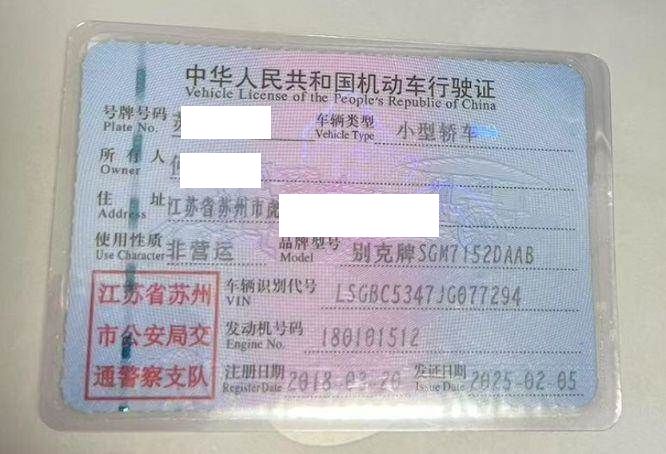 中华人民共和国机动车行驶证
Vehicle License of the People's Republic of China
号牌号码 苏 车辆类型 小型轿车
Plate No. Vehicle Type
所有人
Owner
住址 江苏省苏州市虎
Address
使用性质 非营运 品牌型号 别克牌SGM7152DAAB
Use Character Model
江苏省苏州 车辆识别代号 LSGBC5347JG077294
VIN
市公安局交 发动机号码 180101512
Engine No.
通警察支队 注册日期 2018-03-20 发证日期 2025-02-05
Register Date Issue Date